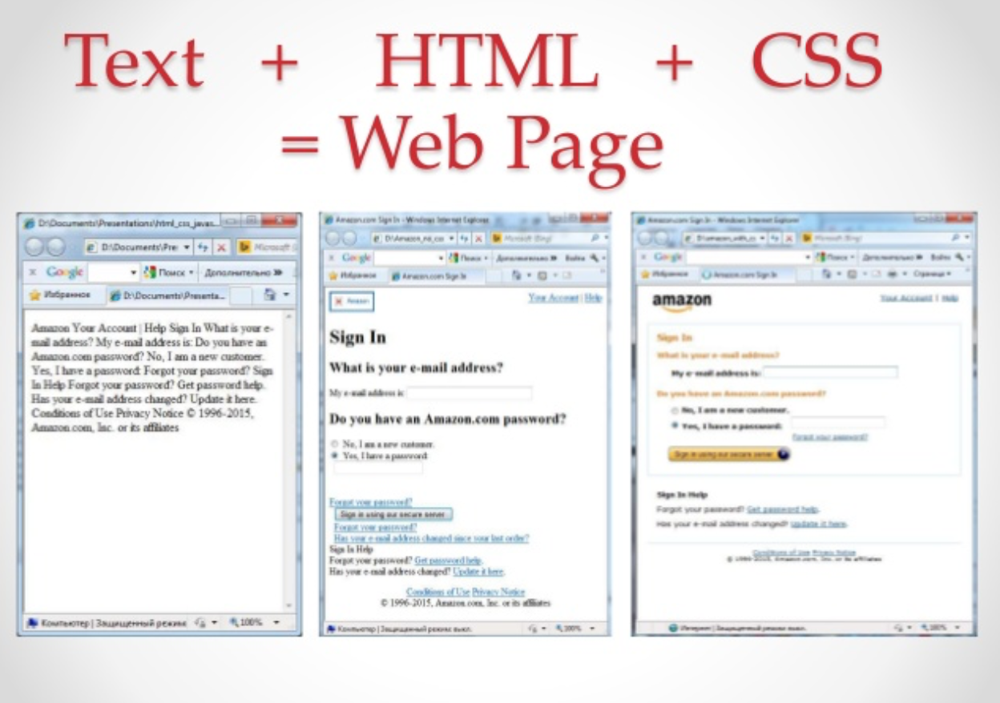 Text + HTML + CSS
= Web Page
D:\Documents\Presentations\html_css_javas...
D:\Documents\Pre
Microsoft
x Google
Поиск
Дополнительно »
Избранное
D:\Documents\Presenta...
Amazon Your Account | Help Sign In What is your e-
mail address? My e-mail address is: Do you have an
Amazon.com password? No, I am a new customer.
Yes, I have a password: Forgot your password? Sign
In Help Forgot your password? Get password help.
Has your e-mail address changed? Update it here.
Conditions of Use Privacy Notice © 1996-2015,
Amazon.com, Inc. or its affiliates
Компьютер | Защищенный режим
100%
Amazon.com Sign In - Windows Internet Explorer
D:\Amazon_no_css
Microsoft (Bing)
x Google
Поиск
Дополнительно »
Войти
Избранное
Amazon.com Sign In
Amazon
Your Account | Help
Sign In
What is your e-mail address?
My e-mail address is:
Do you have an Amazon.com password?
No, I am a new customer.
Yes, I have a password:
Forgot your password?
Sign in using our secure server
Forgot your password?
Has your e-mail address changed since your last order?
Sign In Help
Forgot your password? Get password help.
Has your e-mail address changed? Update it here.
Conditions of Use Privacy Notice
© 1996-2015, Amazon.com, Inc. or its affiliates
Компьютер | Защищенный режим: выкл.
100%
Amazon.com Sign In - Windows Internet Explorer
Microsoft (Bing)
x Google
Поиск
Дополнительно »
Войти
Избранное
Amazon.com Sign In
Страница
amazon
Your Account | Help
Sign In
What is your e-mail address?
My e-mail address is:
Do you have an Amazon.com password?
No, I am a new customer.
Yes, I have a password:
Forgot your password?
Sign in using our secure server
Sign In Help
Forgot your password? Get password help.
Has your e-mail address changed? Update it here.
Conditions of Use Privacy Notice
© 1996-2015, Amazon.com, Inc. or its affiliates
Интернет | Защищенный режим: выкл.
100%